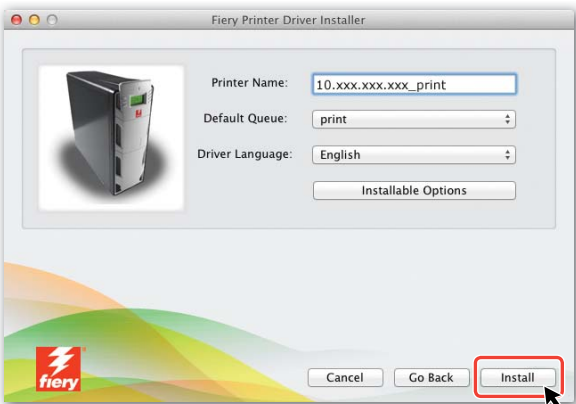 Fiery Printer Driver Installer
Printer Name: 10.xxx.xxx.xxx_print
Default Queue: print
Driver Language: English
Installable Options
fiery
Cancel Go Back Install